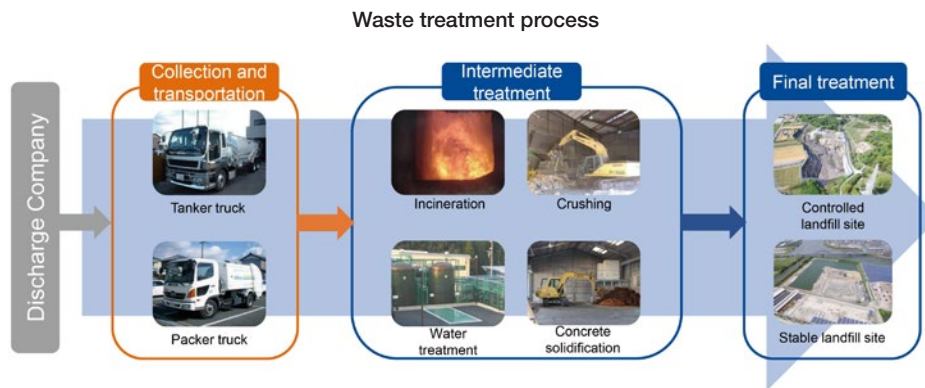 Waste treatment process
Discharge Company
Collection and
transportation
Tanker truck
Packer truck
Intermediate
treatment
Incineration
Crushing
Water
treatment
Concrete
solidification
Final treatment
Controlled
landfill site
Stable landfill site